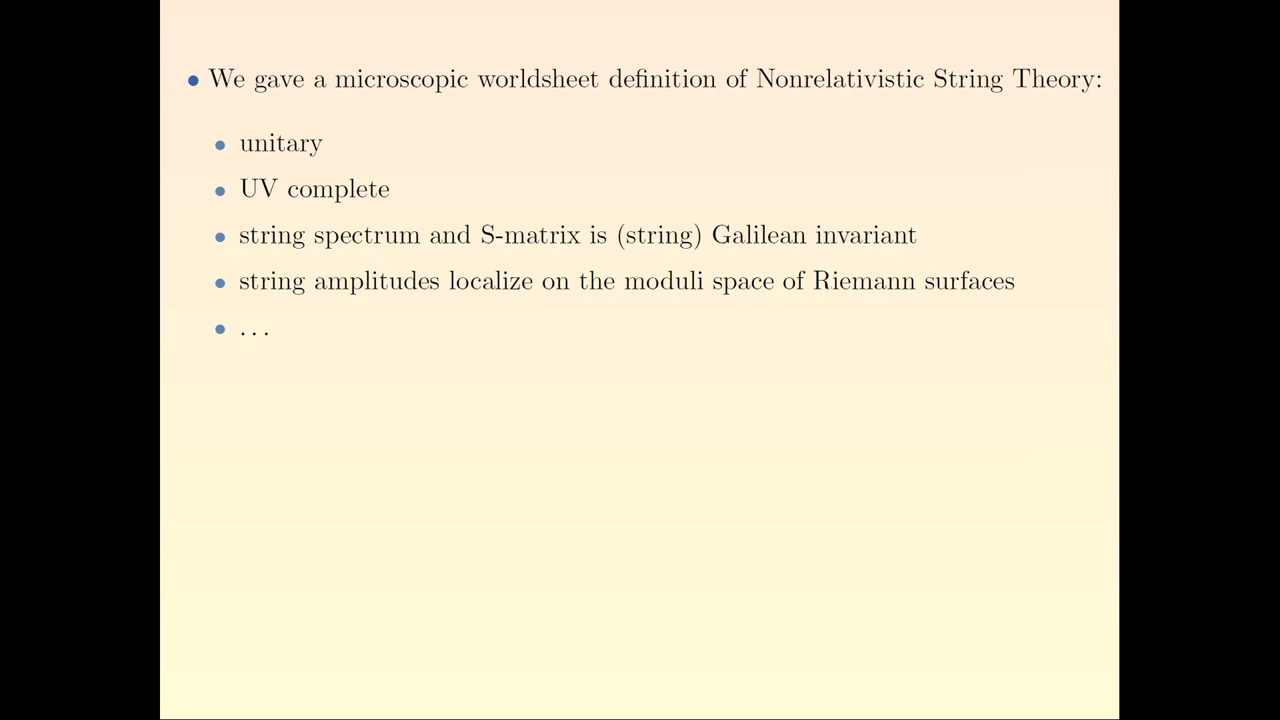 • We gave a microscopic worldsheet definition of Nonrelativistic String Theory:
• unitary
• UV complete
• string spectrum and S-matrix is (string) Galilean invariant
• string amplitudes localize on the moduli space of Riemann surfaces
• . . .